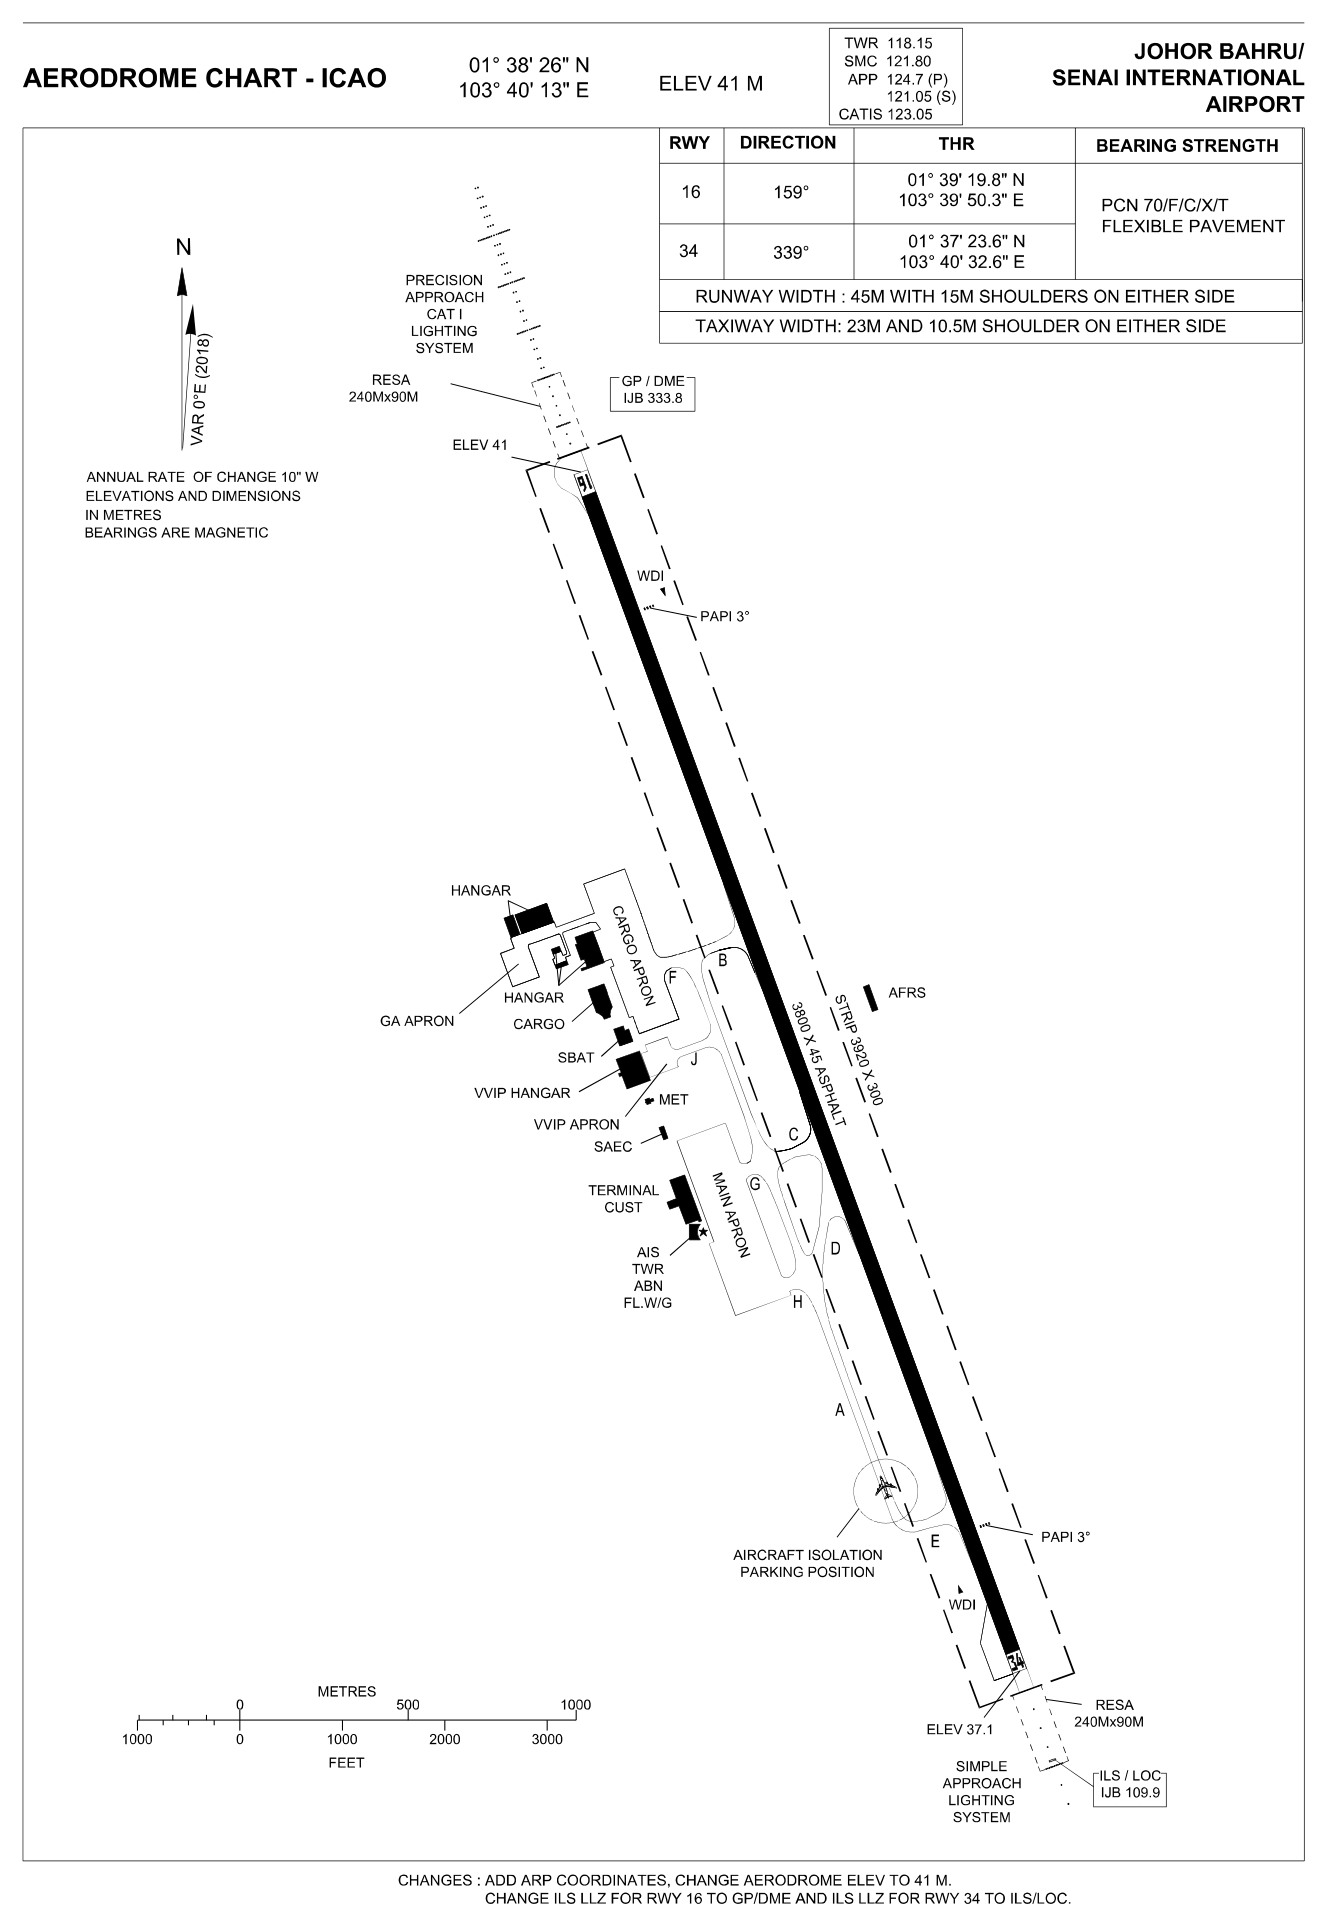 AERODROME CHART - ICAO
01° 38' 26" N
103° 40' 13" E
ELEV 41 M
TWR 118.15
SMC 121.80
APP 124.7 (P)
121.05 (S)
CATIS 123.05
JOHOR BAHRU/
SENAI INTERNATIONAL
AIRPORT
RWY DIRECTION THR BEARING STRENGTH
16 159° 01° 39' 19.8" N
103° 39' 50.3" E
34 339° 01° 37' 23.6" N
103° 40' 32.6" E
PCN 70/F/C/X/T
FLEXIBLE PAVEMENT
RUNWAY WIDTH : 45M WITH 15M SHOULDERS ON EITHER SIDE
TAXIWAY WIDTH: 23M AND 10.5M SHOULDER ON EITHER SIDE
N
VAR 0°E (2018)
ANNUAL RATE OF CHANGE 10" W
ELEVATIONS AND DIMENSIONS
IN METRES
BEARINGS ARE MAGNETIC
PRECISION
APPROACH
CAT I
LIGHTING
SYSTEM
RESA
240Mx90M
GP / DME
IJB 333.8
ELEV 41
16
WDI
PAPI 3°
HANGAR
CARGO APRON
F
B
HANGAR
GA APRON
CARGO
SBAT
J
VVIP HANGAR
MET
VVIP APRON
SAEC
AFRS
3800 X 45 ASPHALT
STRIP 3920 X 300
C
TERMINAL
CUST
MAIN APRON
G
D
AIS
TWR
ABN
FL.W/G
H
A
AIRCRAFT ISOLATION
PARKING POSITION
E
PAPI 3°
WDI
34
ELEV 37.1
RESA
240Mx90M
SIMPLE
APPROACH
LIGHTING
SYSTEM
ILS / LOC
IJB 109.9
METRES
0 500 1000
1000 0 1000 2000 3000
FEET
CHANGES : ADD ARP COORDINATES, CHANGE AERODROME ELEV TO 41 M.
CHANGE ILS LLZ FOR RWY 16 TO GP/DME AND ILS LLZ FOR RWY 34 TO ILS/LOC.